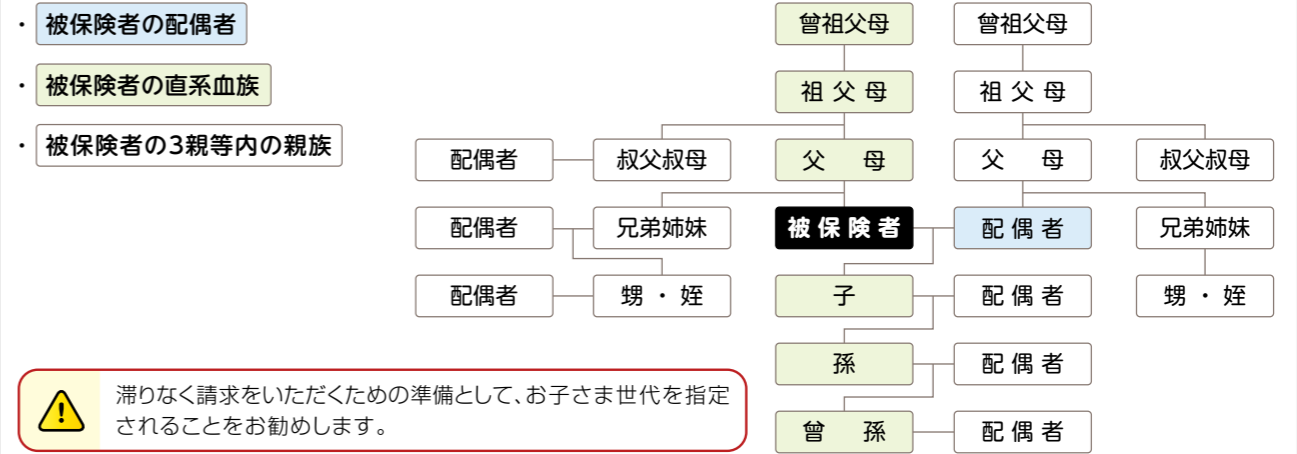 ・被保険者の配偶者
・被保険者の直系血族
・被保険者の3親等内の親族
曾祖父母 曾祖父母
祖父母 祖父母
配偶者 叔父叔母 父母 父母 叔父叔母
配偶者 兄弟姉妹 被保険者 配偶者 兄弟姉妹
配偶者 甥・姪 子 配偶者 甥・姪
孫 配偶者
曾孫 配偶者
滞りなく請求をいただくための準備として、お子さま世代を指定
されることをお勧めします。